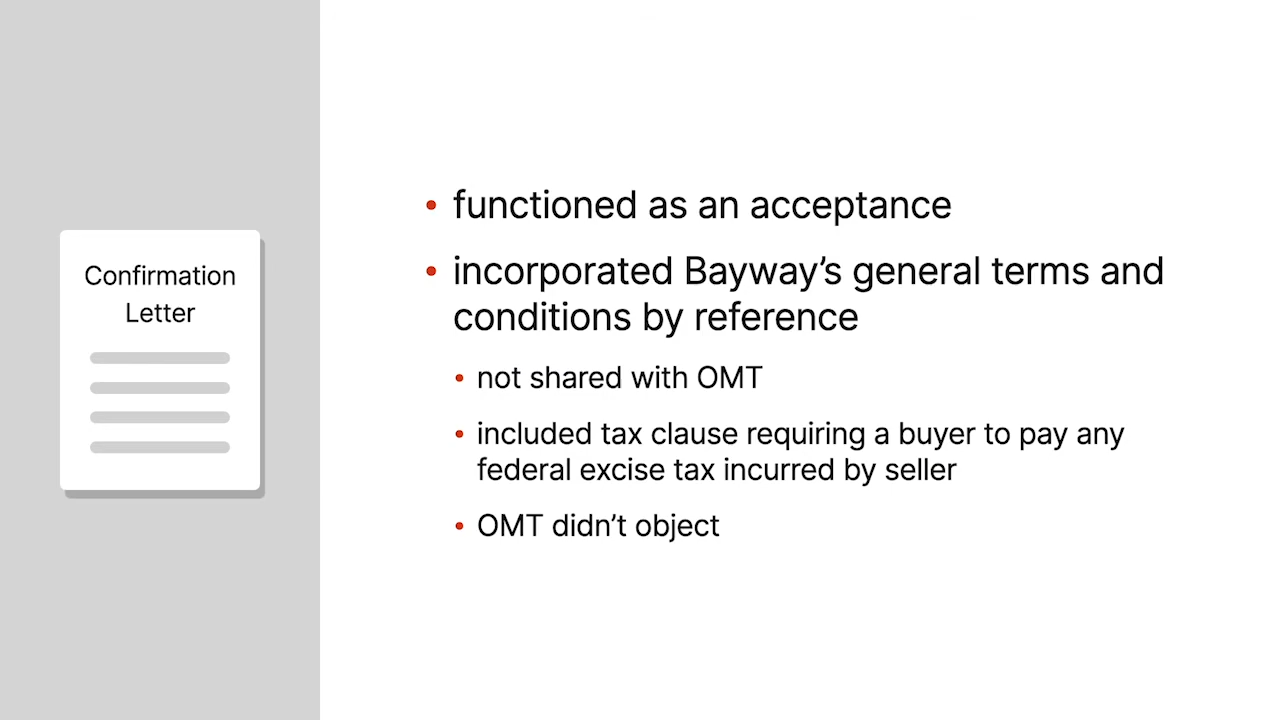 Confirmation
Letter
• functioned as an acceptance
• incorporated Bayway’s general terms and
conditions by reference
• not shared with OMT
• included tax clause requiring a buyer to pay any
federal excise tax incurred by seller
• OMT didn’t object